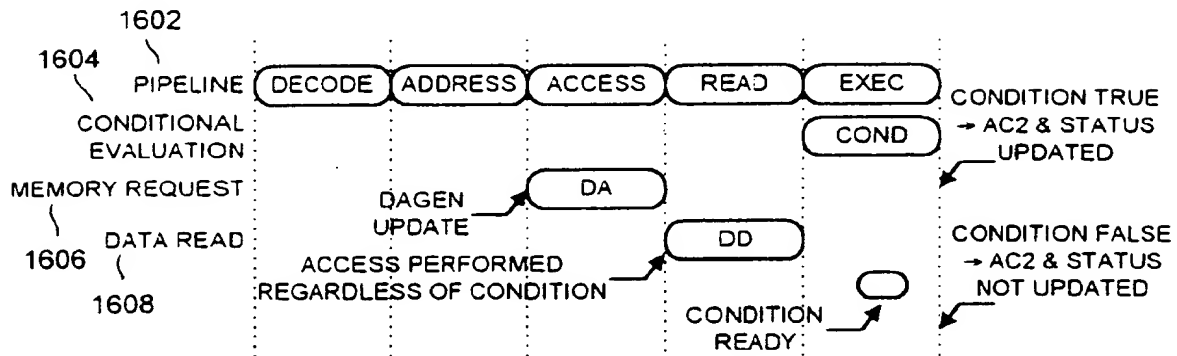 1602
1604
PIPELINE DECODE ADDRESS ACCESS READ EXEC
CONDITION TRUE
→ AC2 & STATUS
UPDATED
CONDITIONAL
EVALUATION
COND
MEMORY REQUEST
DA
DAGEN
UPDATE
1606
DATA READ
DD
1608
ACCESS PERFORMED
REGARDLESS OF CONDITION
CONDITION FALSE
→ AC2 & STATUS
NOT UPDATED
CONDITION
READY